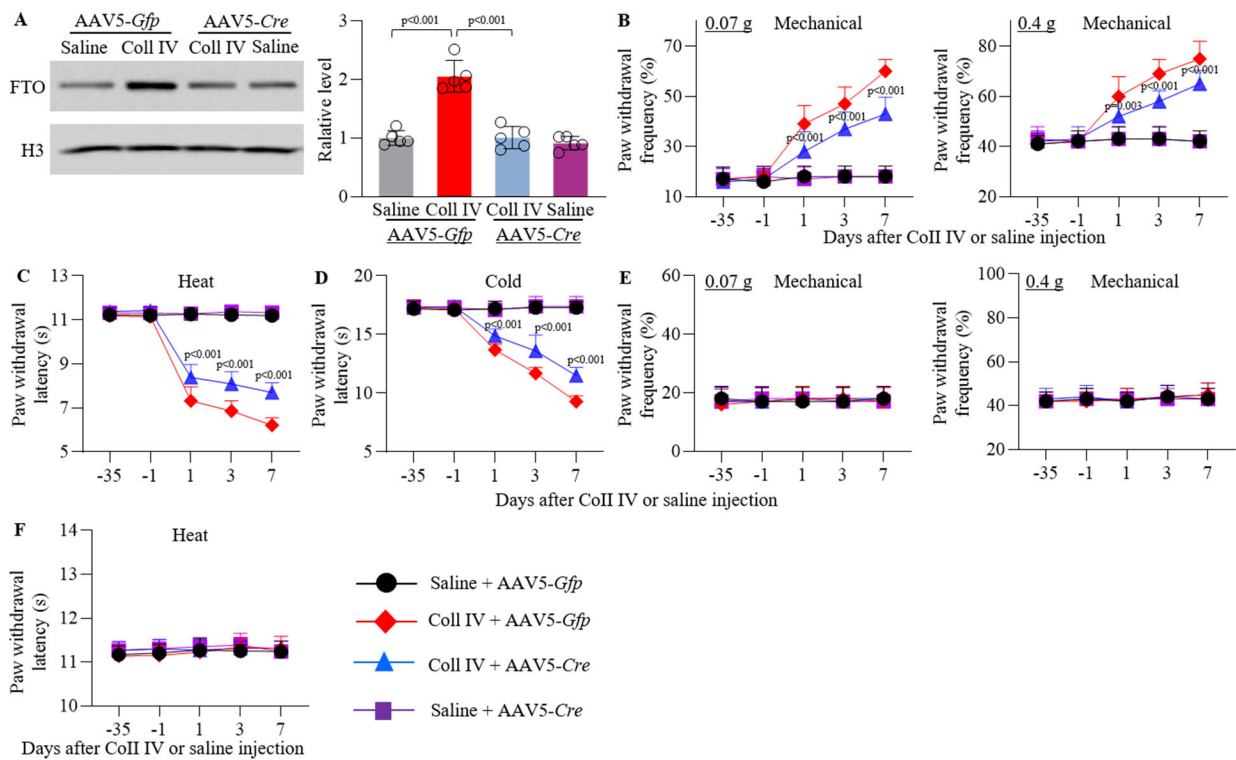 A
AAV5-Gfp
AAV5-Cre
Saline
Coll IV
Coll IV
Saline
FTO
H3
Ralative level
3
2
1
0
p<0.001
p<0.001
Saline
Coll IV
Coll IV
Saline
AAV5-Gfp
AAV5-Cre
B
0.07 g
Mechanical
Paw withdrawal
frequency (%)
70
50
30
10
p<0.001
p<0.001
p<0.001
-35
-1
1
3
7
0.4 g
Mechanical
Paw withdrawal
frequency (%)
80
60
40
20
p=0.003
p<0.001
p<0.001
-35
-1
1
3
7
Days after CoII IV or saline injection
C
Heat
Paw withdrawal
latency (s)
13
11
9
7
5
p<0.001
p<0.001
p<0.001
-35
-1
1
3
7
D
Cold
Paw withdrawal
latency (s)
20
15
10
5
p<0.001
p<0.001
p<0.001
-35
-1
1
3
7
E
0.07 g
Mechanical
Paw withdrawal
frequency (%)
60
40
20
0
-35
-1
1
3
7
0.4 g
Mechanical
Paw withdrawal
frequency (%)
100
80
60
40
20
-35
-1
1
3
7
Days after CoII IV or saline injection
F
Heat
Paw withdrawal
latency (s)
14
13
12
11
10
-35
-1
1
3
7
Days after CoII IV or saline injection
Saline + AAV5-Gfp
Coll IV + AAV5-Gfp
Coll IV + AAV5-Cre
Saline + AAV5-Cre